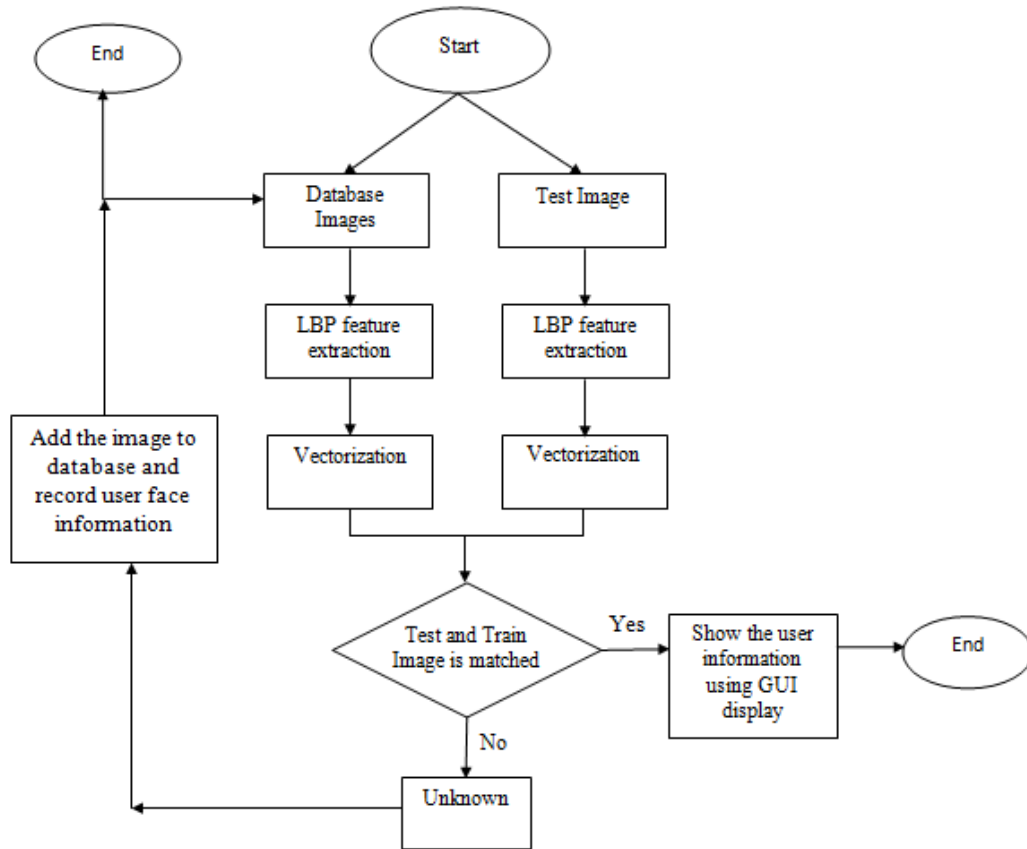 End
Start
Database
Images
Test Image
LBP feature
extraction
LBP feature
extraction
Add the image to
database and
record user face
information
Vectorization
Vectorization
Test and Train
Image is matched
Yes
Show the user
information
using GUI
display
End
No
Unknown